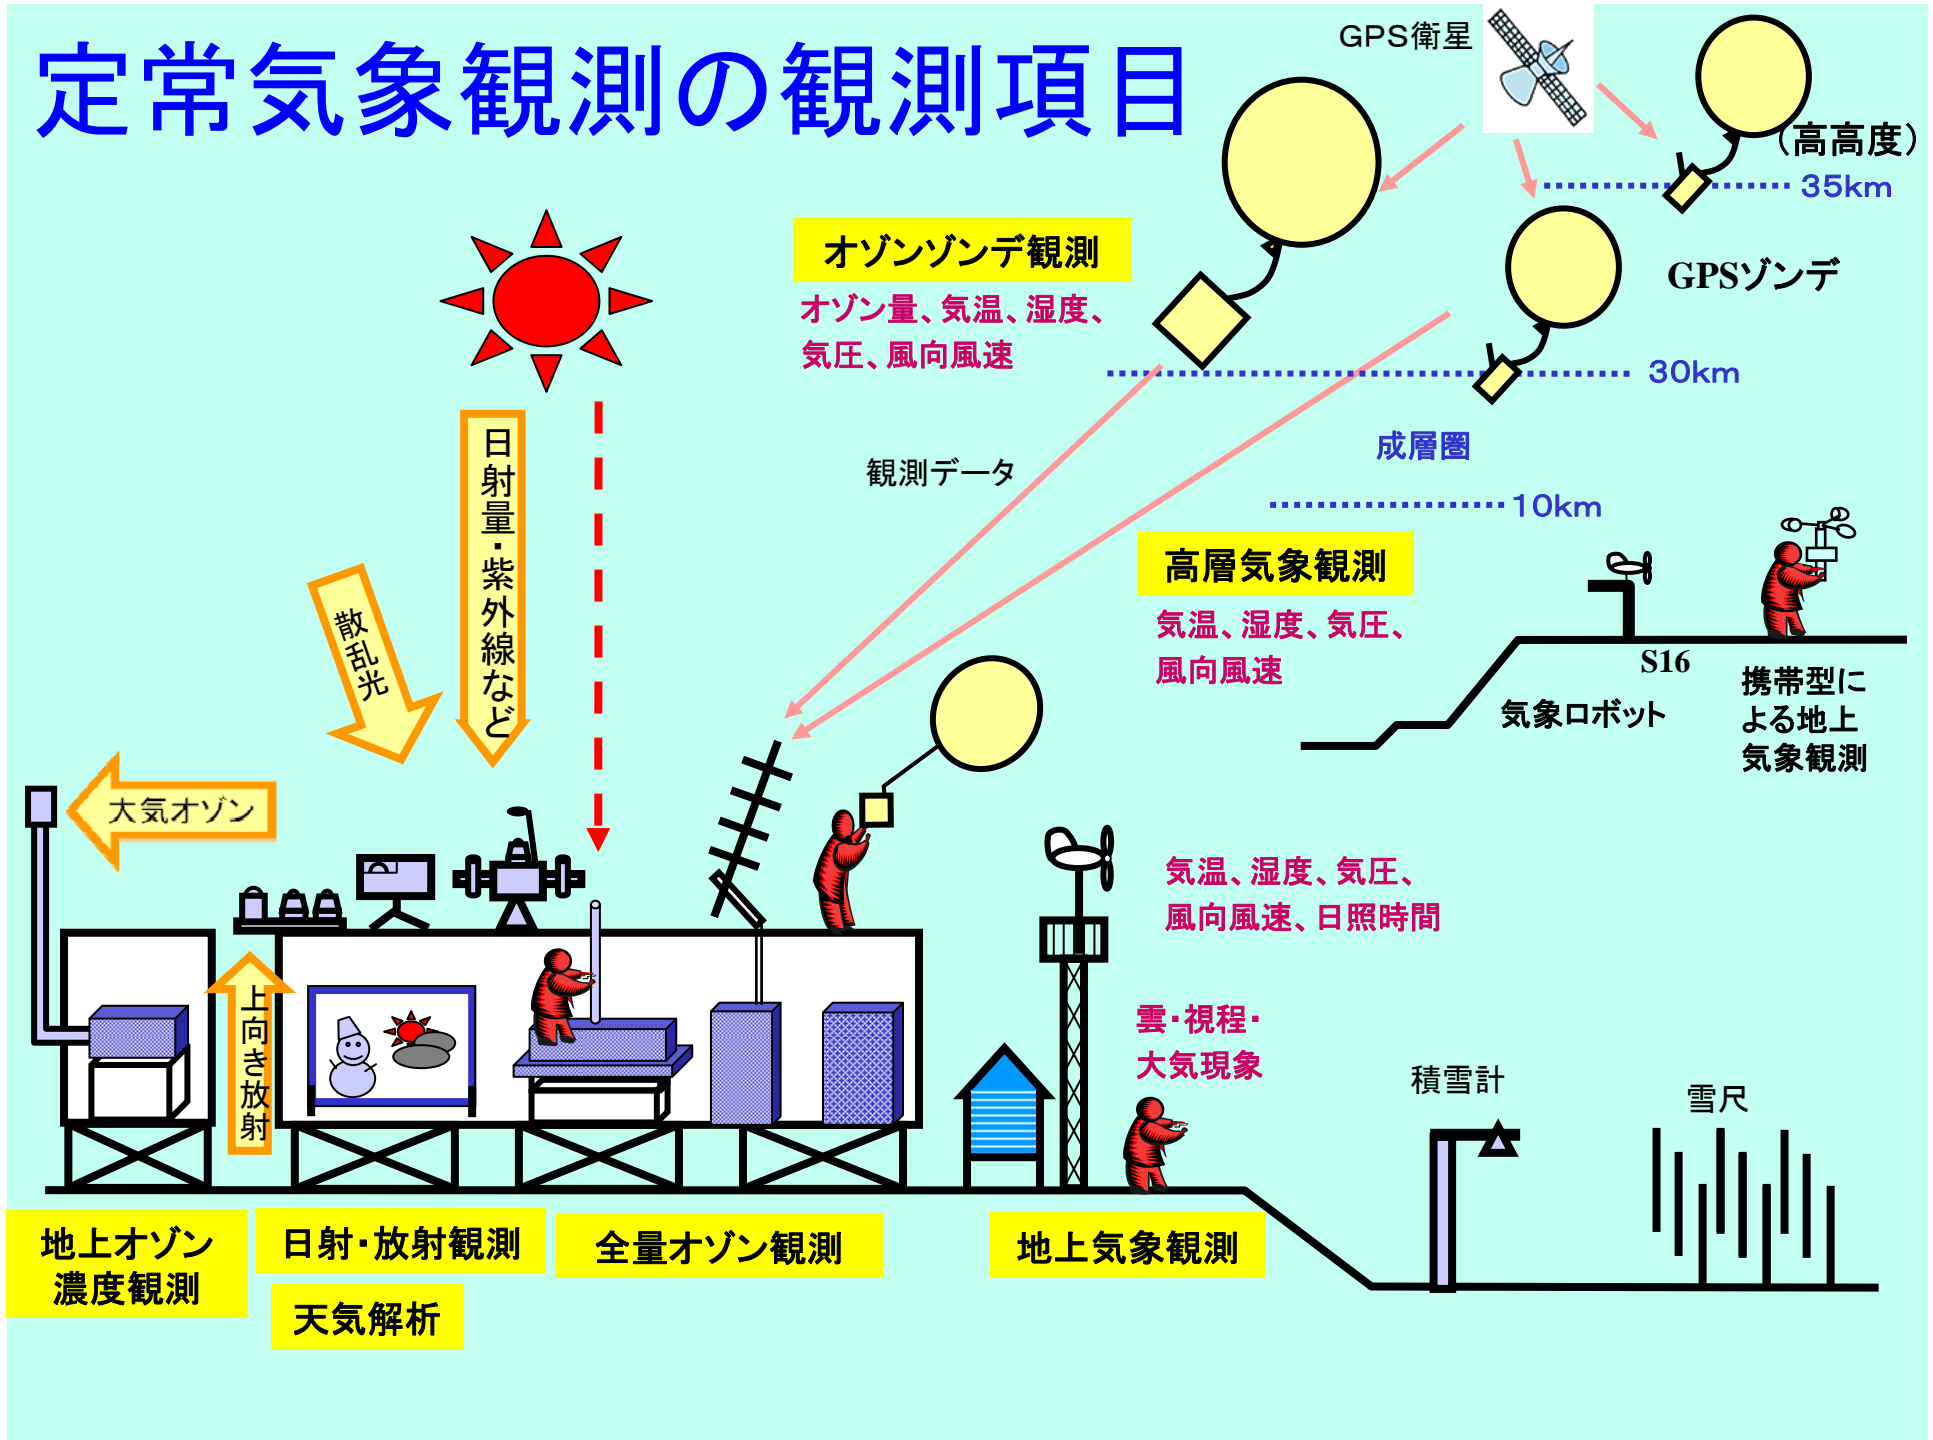 定常気象観測の観測項目
GPS衛星
(高高度)
35km
オゾンゾンデ観測
オゾン量、気温、湿度、
気圧、風向風速
GPSゾンデ
30km
成層圏
観測データ
10km
高層気象観測
気温、湿度、気圧、
風向風速
S16
気象ロボット
携帯型に
よる地上
気象観測
日射量・紫外線など
散乱光
大気オゾン
上向き放射
気温、湿度、気圧、
風向風速、日照時間
雲・視程・
大気現象
積雪計
雪尺
地上オゾン
濃度観測
日射・放射観測
天気解析
全量オゾン観測
地上気象観測